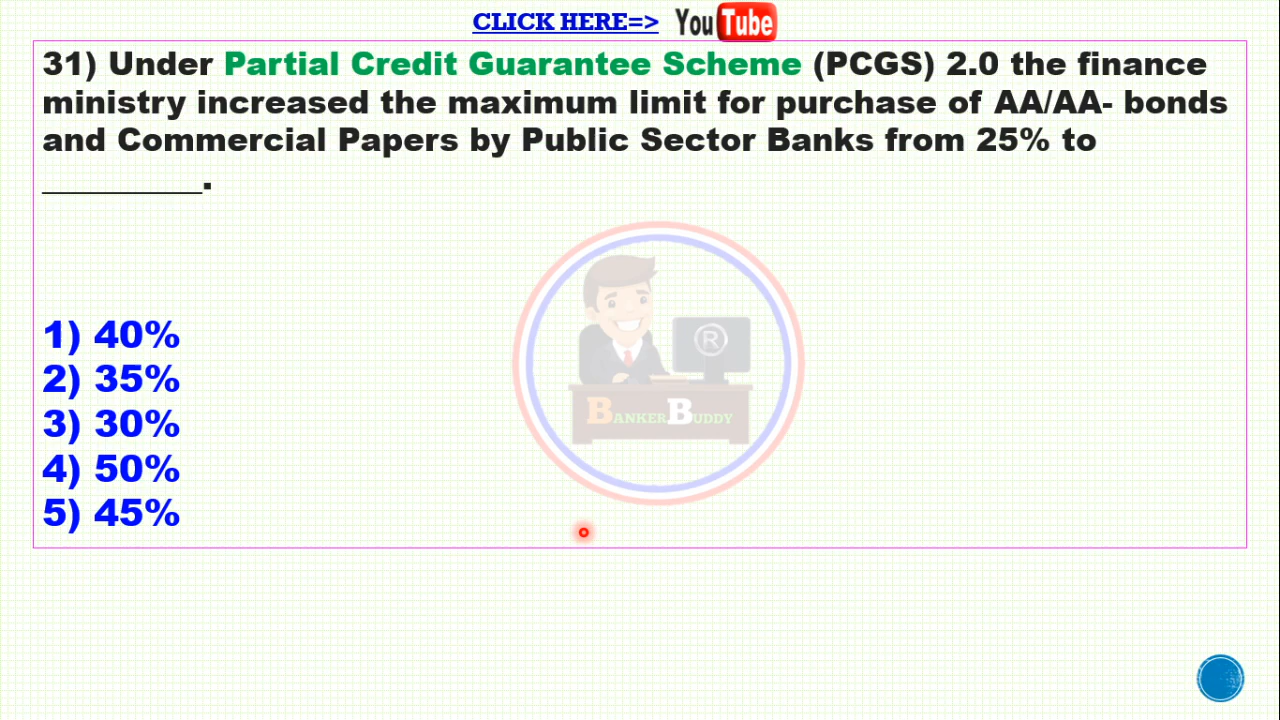 CLICK HERE=> YouTube
31) Under Partial Credit Guarantee Scheme (PCGS) 2.0 the finance
ministry increased the maximum limit for purchase of AA/AA- bonds
and Commercial Papers by Public Sector Banks from 25% to
_________.
®
BANKERBUDDY
1) 40%
2) 35%
3) 30%
4) 50%
5) 45%